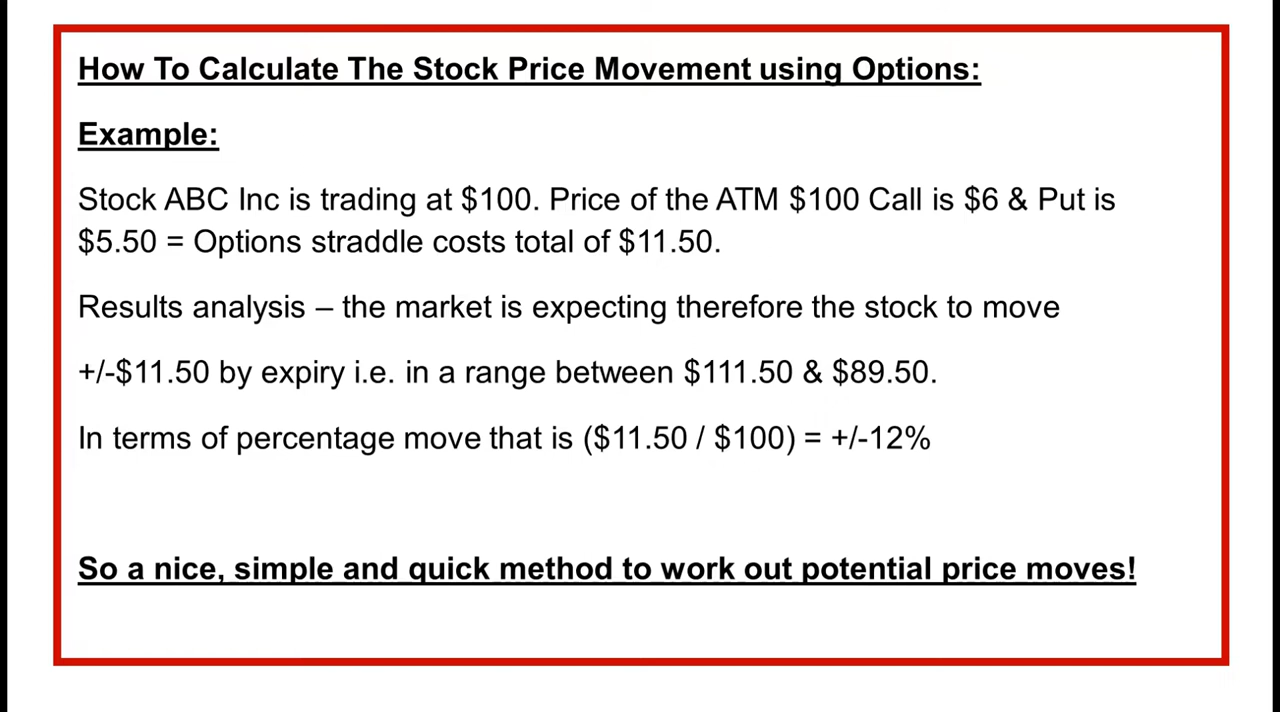 How To Calculate The Stock Price Movement using Options:
Example:
Stock ABC Inc is trading at $100. Price of the ATM $100 Call is $6 & Put is
$5.50 = Options straddle costs total of $11.50.
Results analysis – the market is expecting therefore the stock to move
+/-$11.50 by expiry i.e. in a range between $111.50 & $89.50.
In terms of percentage move that is ($11.50 / $100) = +/-12%
So a nice, simple and quick method to work out potential price moves!